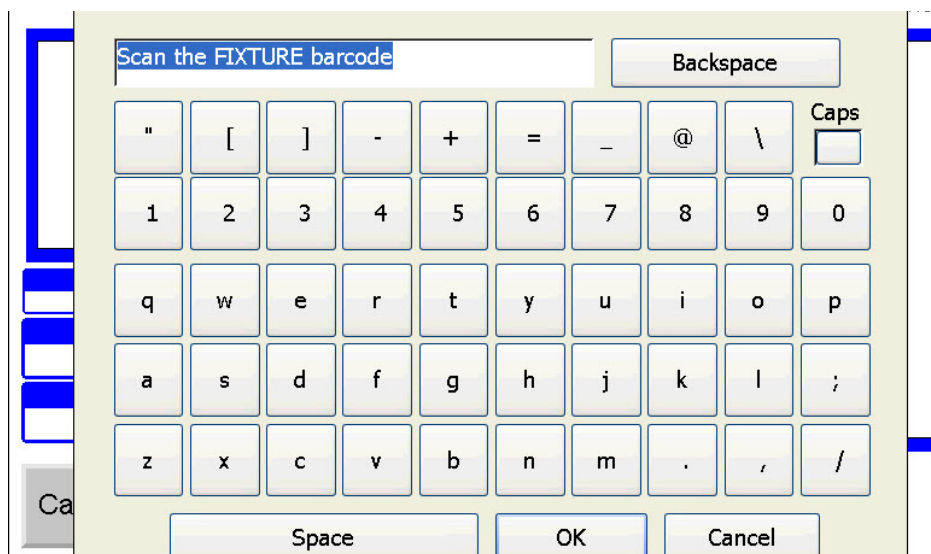 Scan the FIXTURE barcode
Backspace
" [ ] - + = _ @ \ Caps
1 2 3 4 5 6 7 8 9 0
q w e r t y u i o p
a s d f g h j k l ;
z x c v b n m . , /
Ca
Space OK Cancel